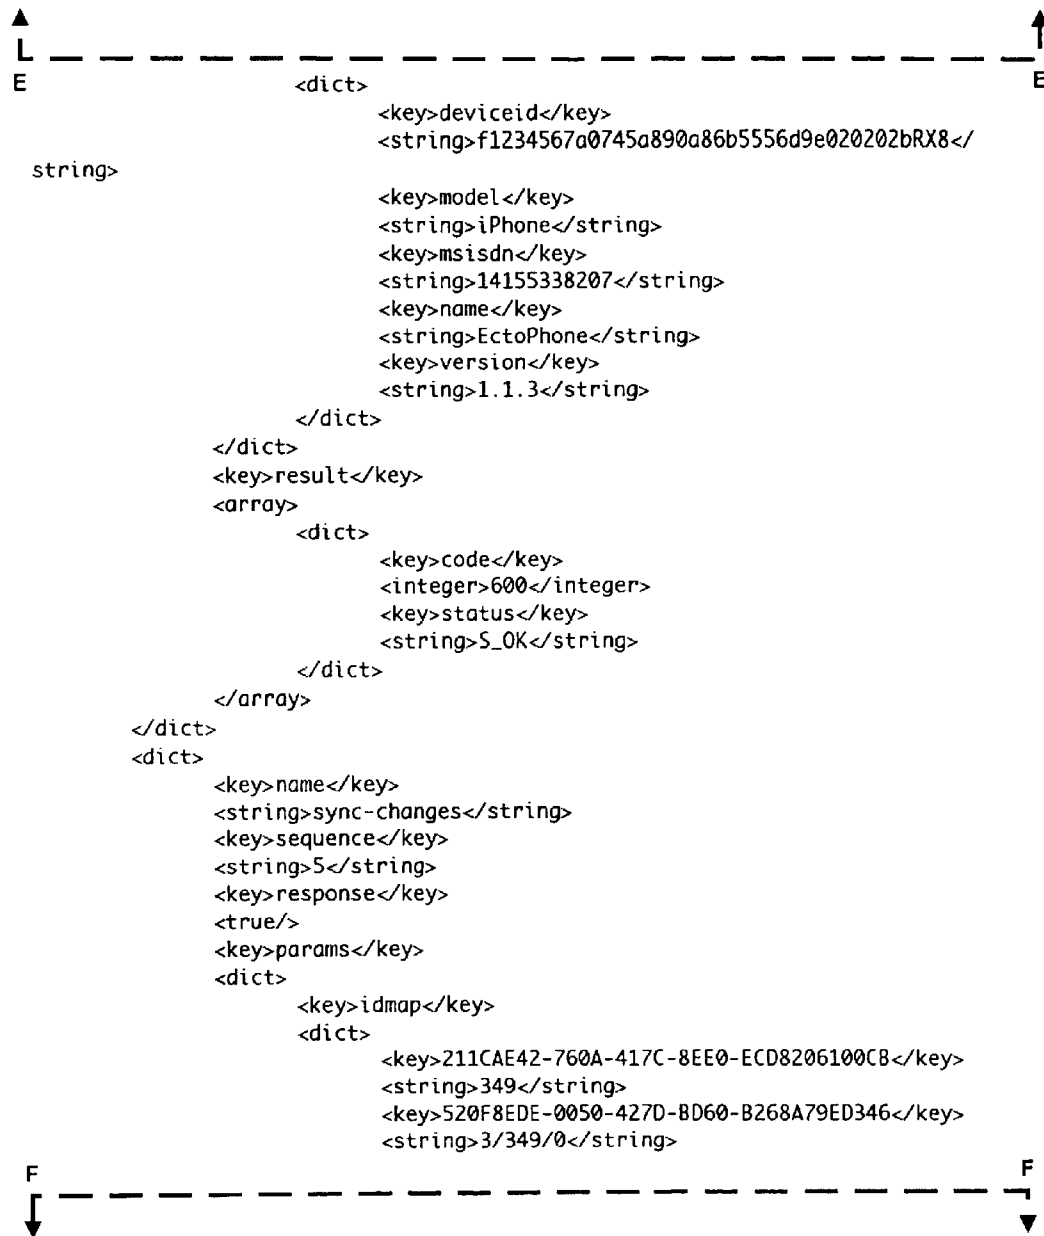 E E
<dict>
<key>deviceid</key>
<string>f1234567a0745a890a86b5556d9e020202bRX8</
string>
<key>model</key>
<string>iPhone</string>
<key>msisdn</key>
<string>14155338207</string>
<key>name</key>
<string>EctoPhone</string>
<key>version</key>
<string>1.1.3</string>
</dict>
</dict>
<key>result</key>
<array>
<dict>
<key>code</key>
<integer>600</integer>
<key>status</key>
<string>S_OK</string>
</dict>
</array>
</dict>
<dict>
<key>name</key>
<string>sync-changes</string>
<key>sequence</key>
<string>5</string>
<key>response</key>
<true/>
<key>params</key>
<dict>
<key>idmap</key>
<dict>
<key>211CAE42-760A-417C-8EE0-ECD8206100CB</key>
<string>349</string>
<key>520F8EDE-0050-427D-BD60-B268A79ED346</key>
<string>3/349/0</string>
F F